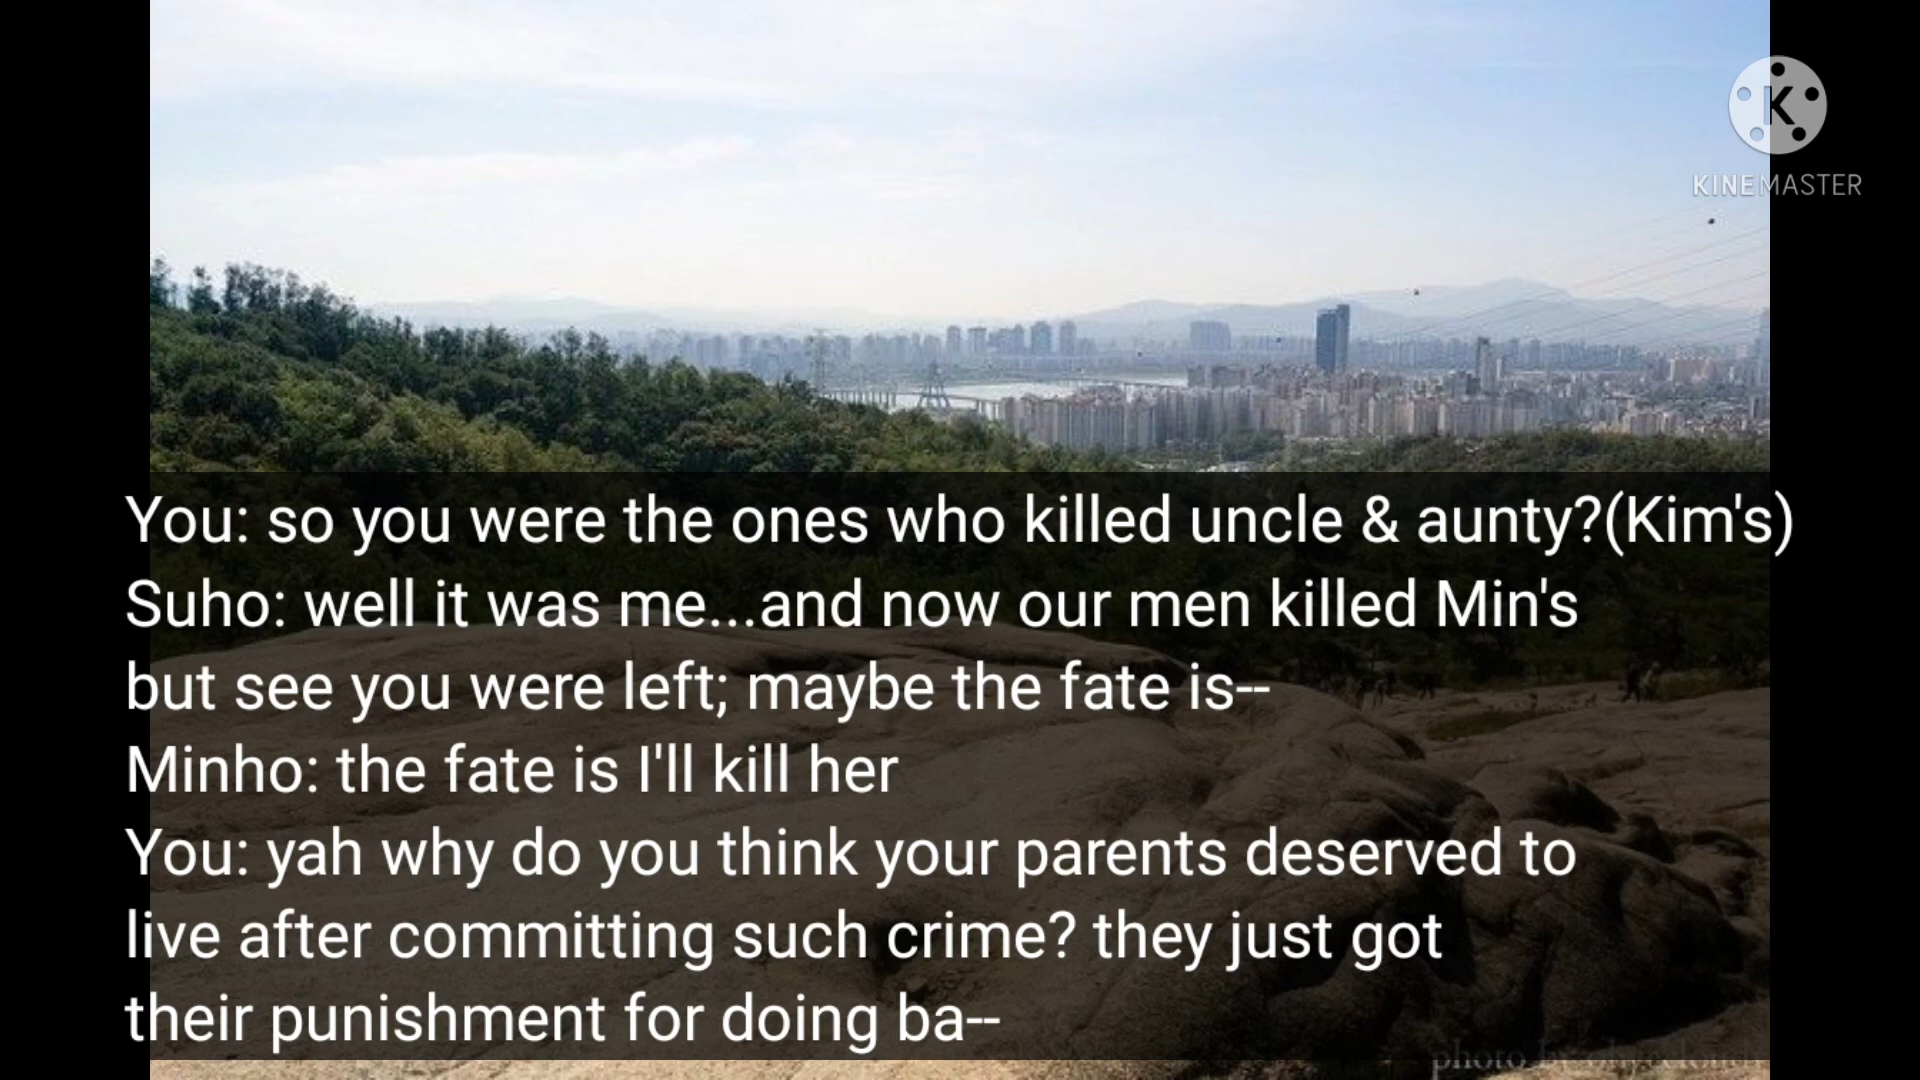 K
KINEMASTER
You: so you were the ones who killed uncle & aunty?(Kim's)
Suho: well it was me...and now our men killed Min's
but see you were left; maybe the fate is--
Minho: the fate is I'll kill her
You: yah why do you think your parents deserved to
live after committing such crime? they just got
their punishment for doing ba--
photo by